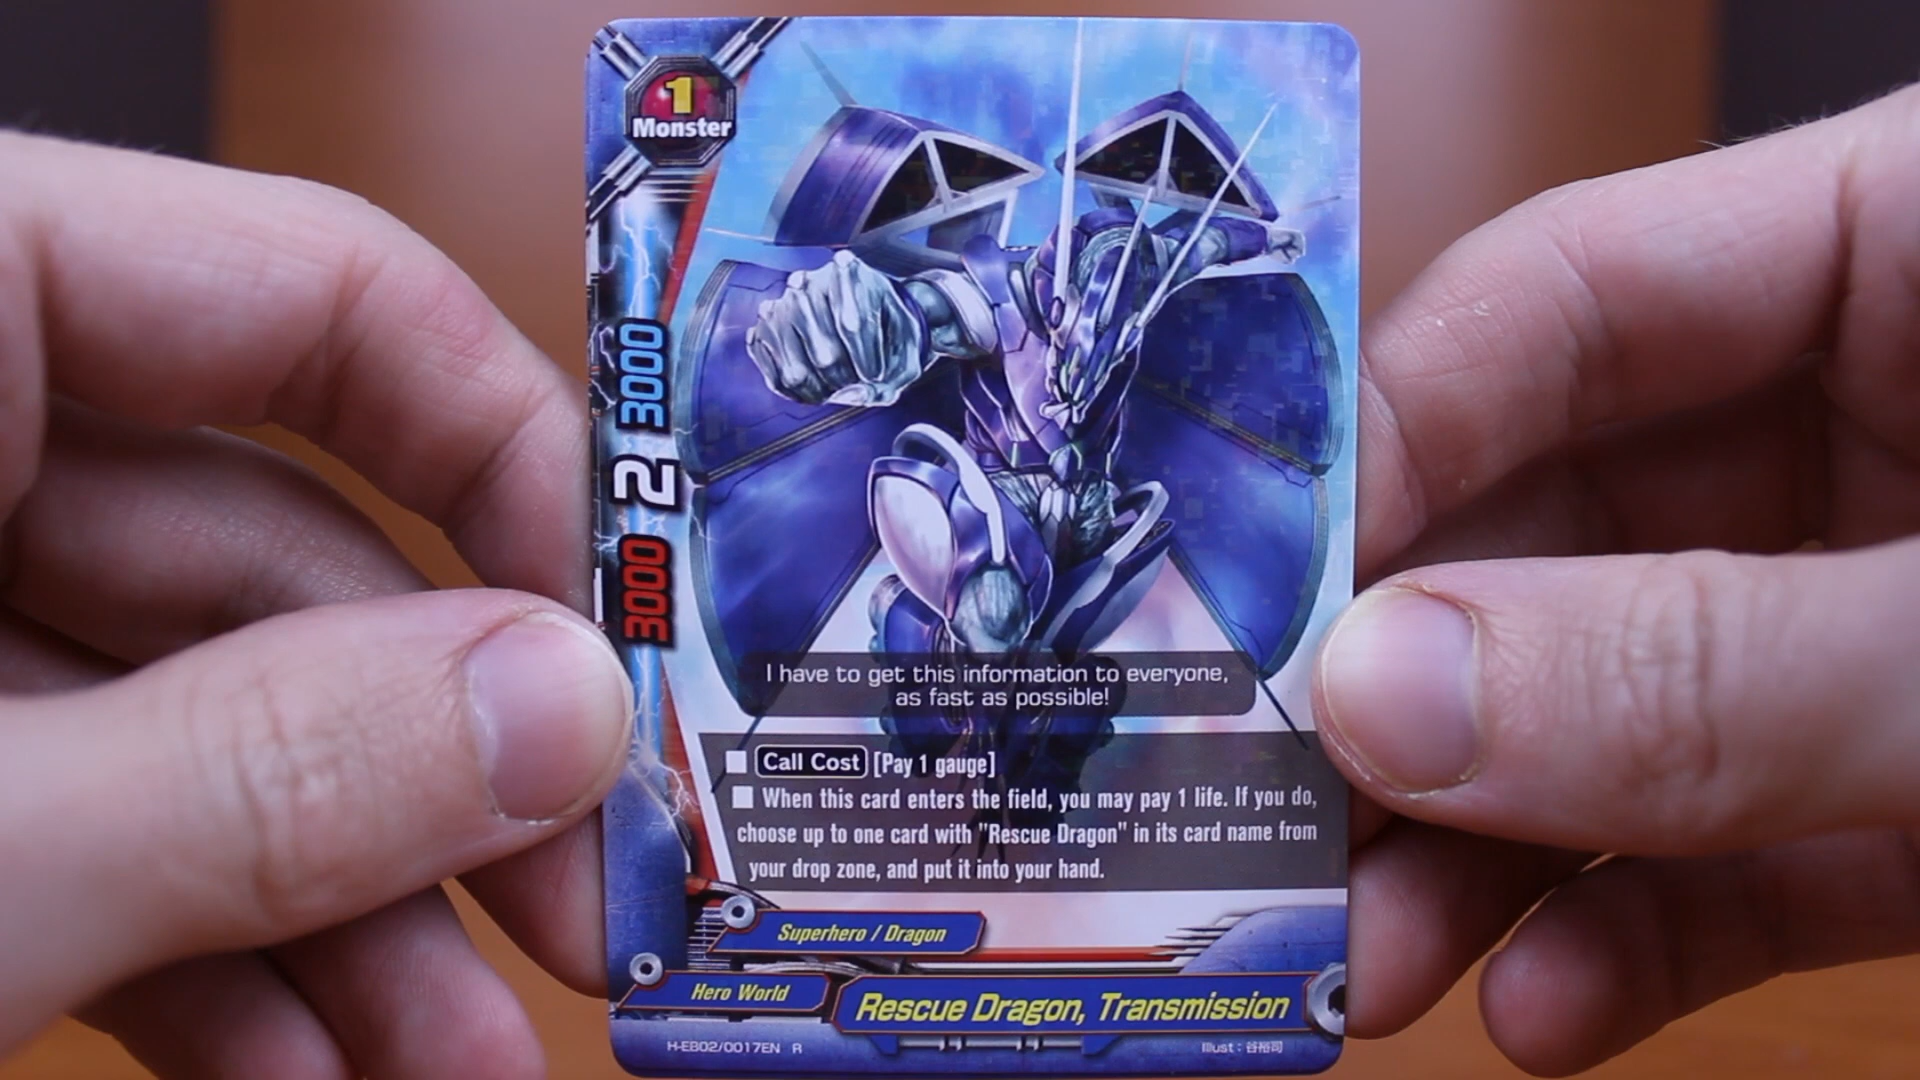 1
Monster
3000
2
3000
I have to get this information to everyone,
as fast as possible!
Call Cost [Pay 1 gauge]
When this card enters the field, you may pay 1 life. If you do,
choose up to one card with "Rescue Dragon" in its card name from
your drop zone, and put it into your hand.
Superhero / Dragon
Hero World
Rescue Dragon, Transmission
H-EB02/0017EN R
Illust : 谷裕司